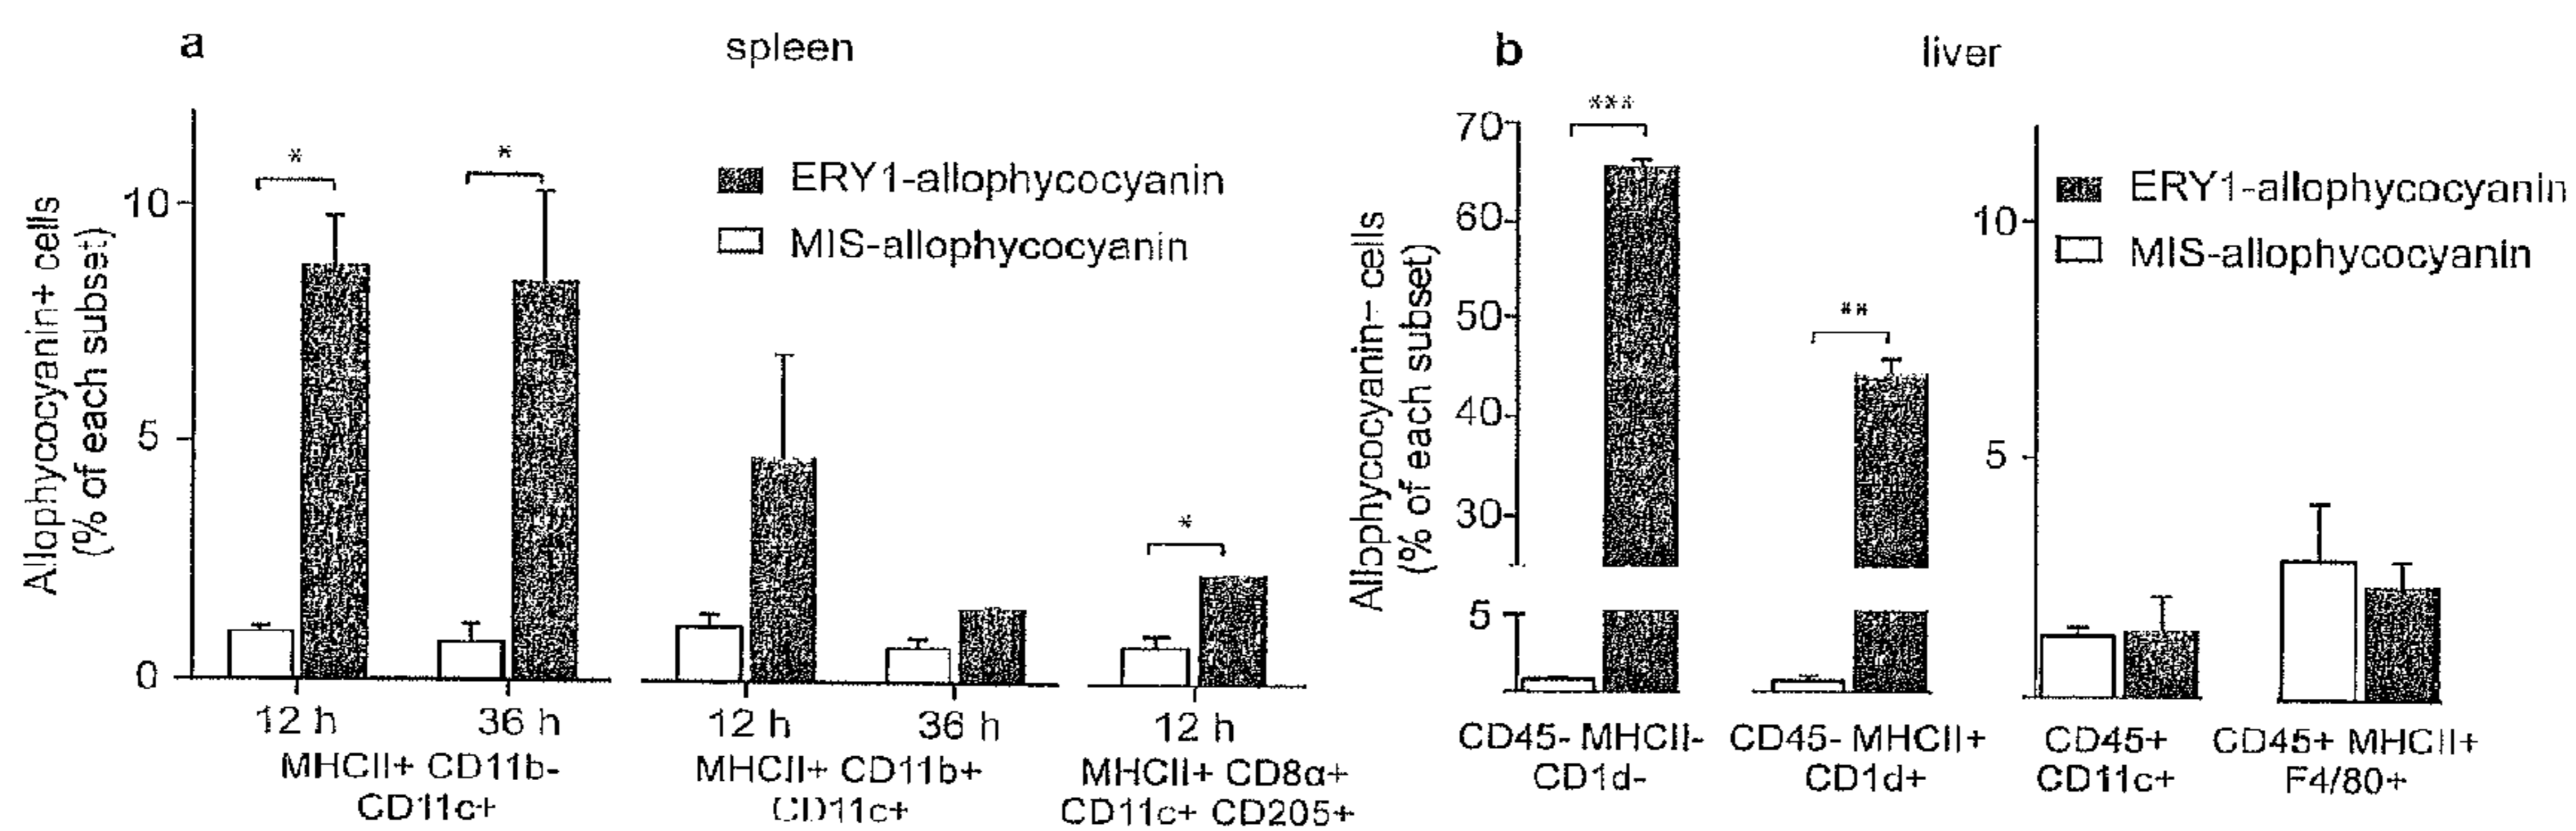 a
spleen
Allophycocyanin+ cells
(% of each subset)
10
5
0
*
*
*
ERY1-allophycocyanin
MIS-allophycocyanin
12 h
36 h
12 h
36 h
12 h
MHCII+ CD11b-
CD11c+
MHCII+ CD11b+
CD11c+
MHCII+ CD8α+
CD11c+ CD205+
b
liver
Allophycocyanin+ cells
(% of each subset)
70
60
50
40
30
5
***
**
10
5
ERY1-allophycocyanin
MIS-allophycocyanin
CD45- MHCII-
CD1d-
CD45- MHCII+
CD1d+
CD45+
CD11c+
CD45+ MHCII+
F4/80+